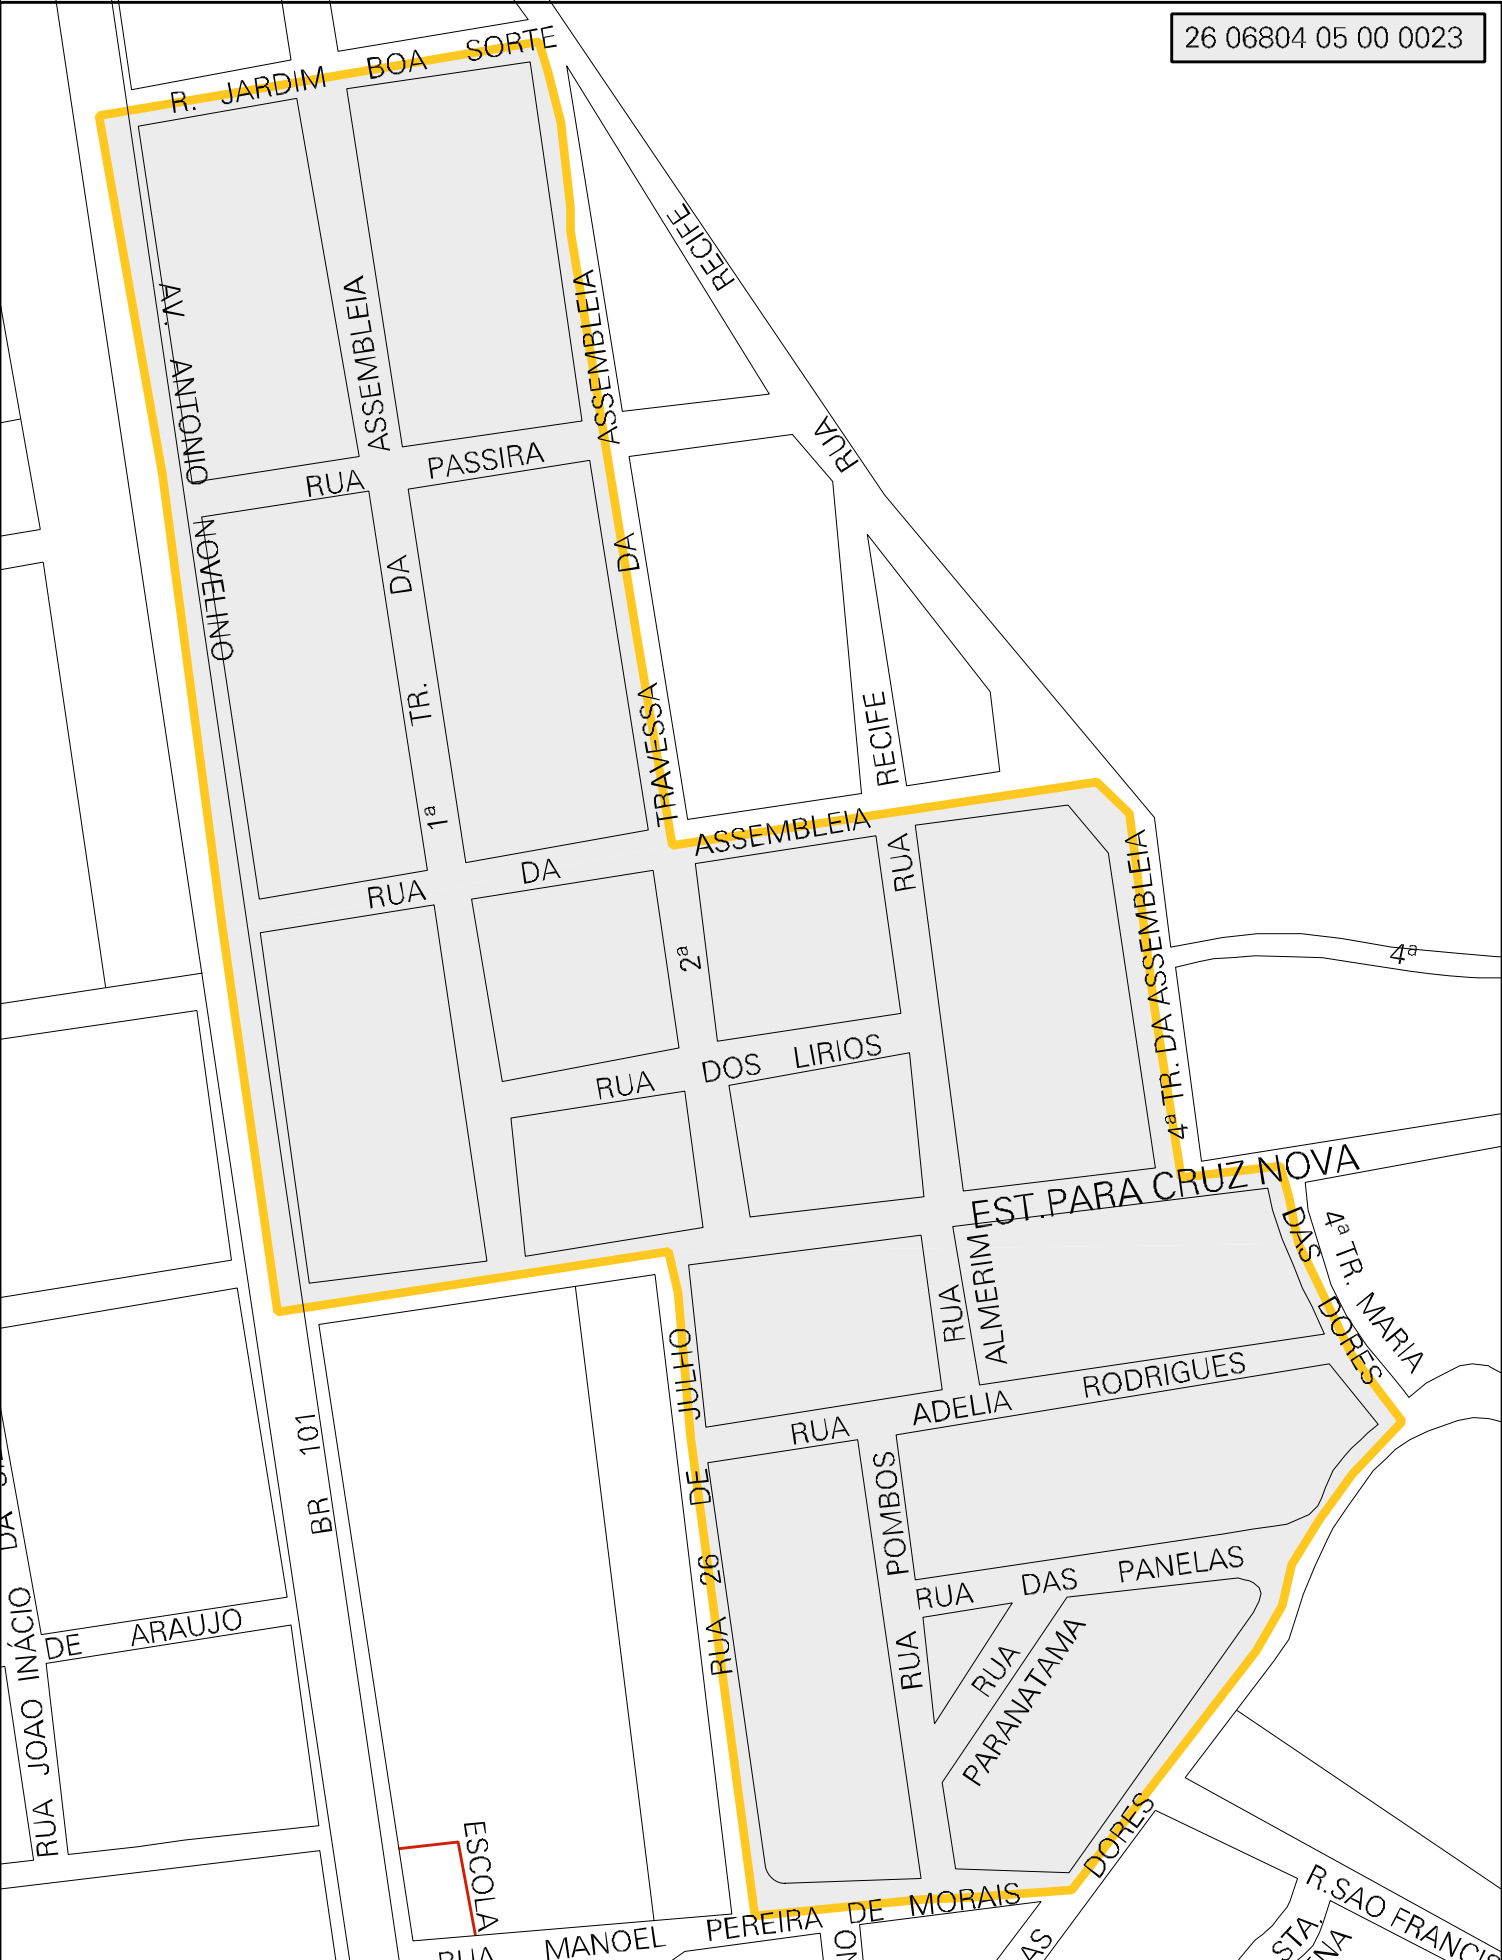 26 06804 05 00 0023
R. JARDIM BOA SORTE
RUA RECIFE
AV. ANTONIO NOVELINO
1ª TR. DA ASSEMBLEIA
2ª TRAVESSA DA ASSEMBLEIA
RUA PASSIRA
RUA RECIFE
RUA DA ASSEMBLEIA
4ª TR. DA ASSEMBLEIA
4ª
RUA DOS LIRIOS
EST.PARA CRUZ NOVA
4ª TR. MARIA
DAS DORES
RUA ALMERIM
RUA ADELIA RODRIGUES
RUA 26 DE JULHO
BR 101
RUA POMBOS
RUA DAS PANELAS
RUA PARANATAMA
DE ARAUJO
RUA JOAO INÁCIO DA
ESCOLA
DORES
RUA MANOEL PEREIRA DE MORAIS
R.SAO FRANCIS
STA.
NA
NO
AS